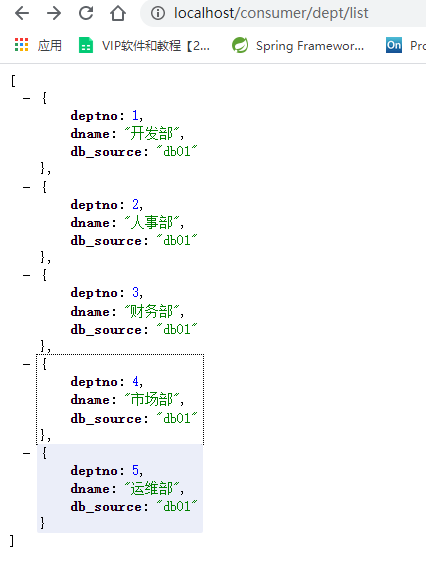 localhost/consumer/dept/list
应用 VIP软件和教程【2... Spring Framewor... On Pro
[
– {
deptno: 1,
dname: "开发部",
db_source: "db01"
},
– {
deptno: 2,
dname: "人事部",
db_source: "db01"
},
– {
deptno: 3,
dname: "财务部",
db_source: "db01"
},
– {
deptno: 4,
dname: "市场部",
db_source: "db01"
},
– {
deptno: 5,
dname: "运维部",
db_source: "db01"
}
]